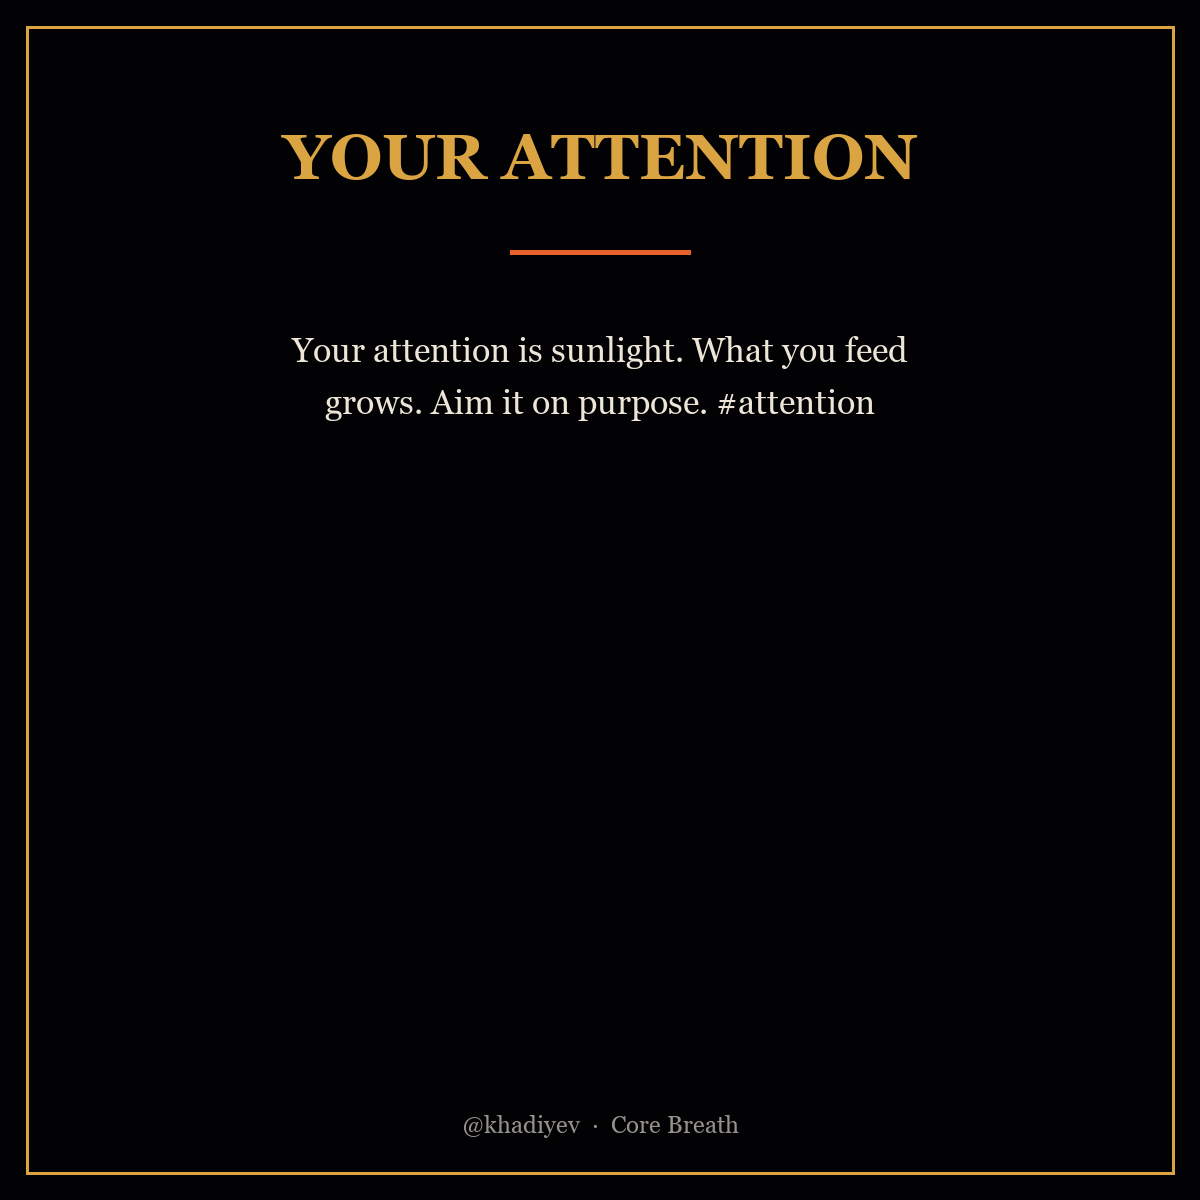 YOUR ATTENTION
Your attention is sunlight. What you feed
grows. Aim it on purpose. #attention
@khadiyev · Core Breath